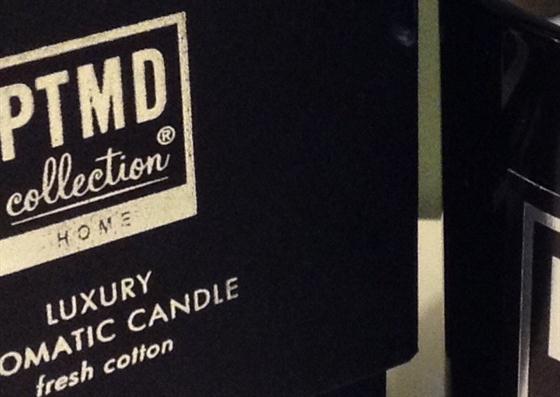 PTMD
collection®
HOME
LUXURY
OMATIC CANDLE
fresh cotton